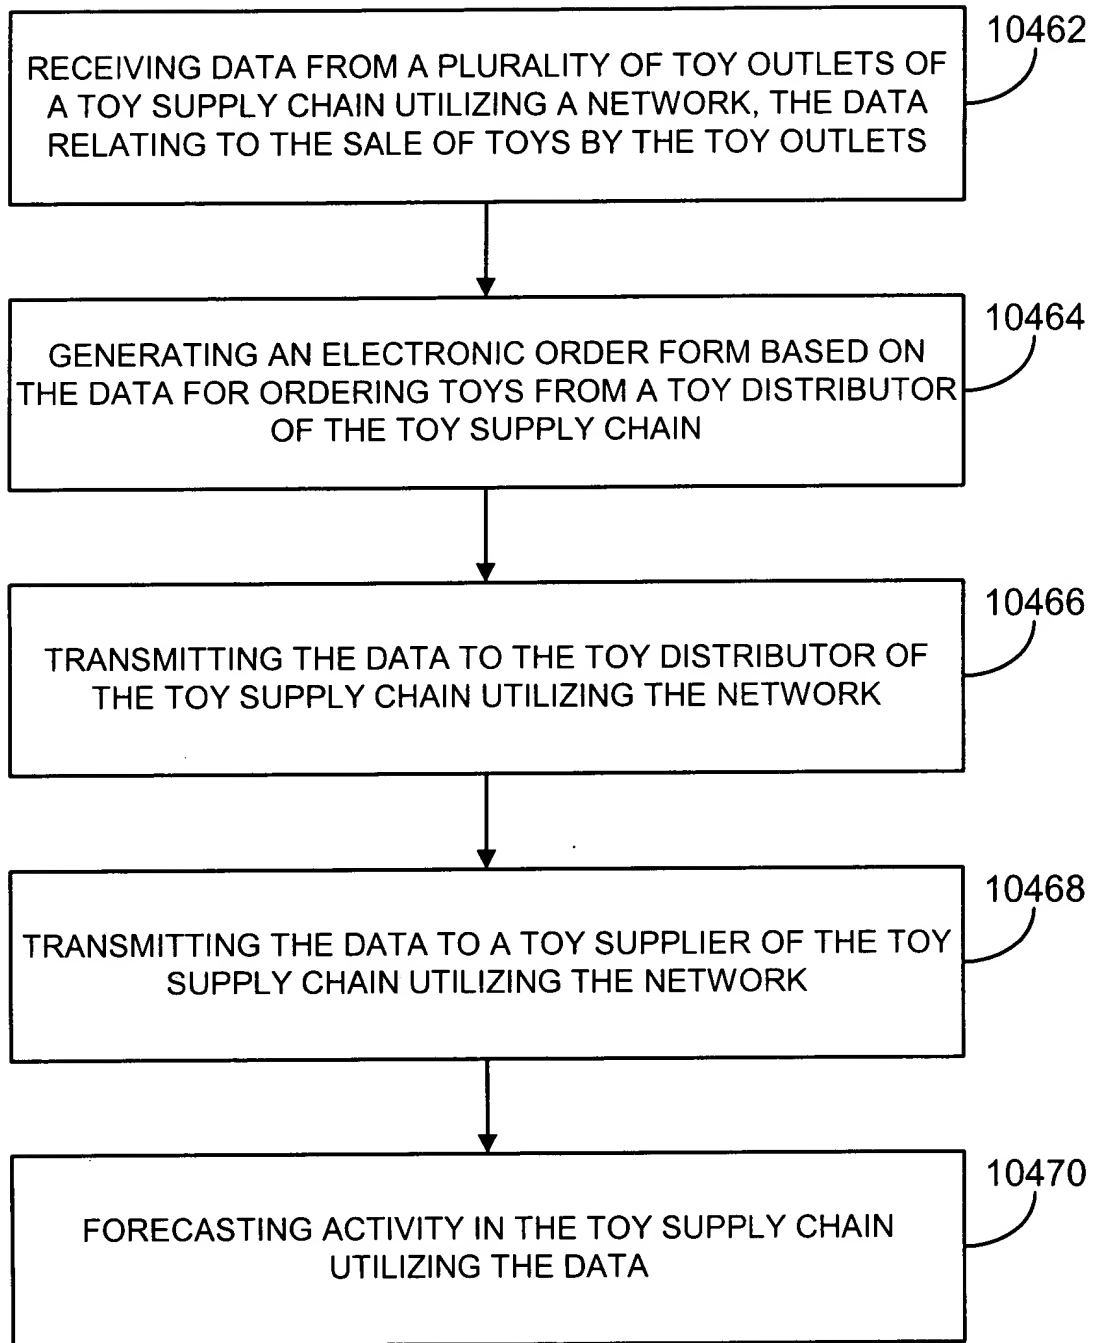 10462
RECEIVING DATA FROM A PLURALITY OF TOY OUTLETS OF
A TOY SUPPLY CHAIN UTILIZING A NETWORK, THE DATA
RELATING TO THE SALE OF TOYS BY THE TOY OUTLETS
10464
GENERATING AN ELECTRONIC ORDER FORM BASED ON
THE DATA FOR ORDERING TOYS FROM A TOY DISTRIBUTOR
OF THE TOY SUPPLY CHAIN
10466
TRANSMITTING THE DATA TO THE TOY DISTRIBUTOR OF
THE TOY SUPPLY CHAIN UTILIZING THE NETWORK
10468
TRANSMITTING THE DATA TO A TOY SUPPLIER OF THE TOY
SUPPLY CHAIN UTILIZING THE NETWORK
10470
FORECASTING ACTIVITY IN THE TOY SUPPLY CHAIN
UTILIZING THE DATA